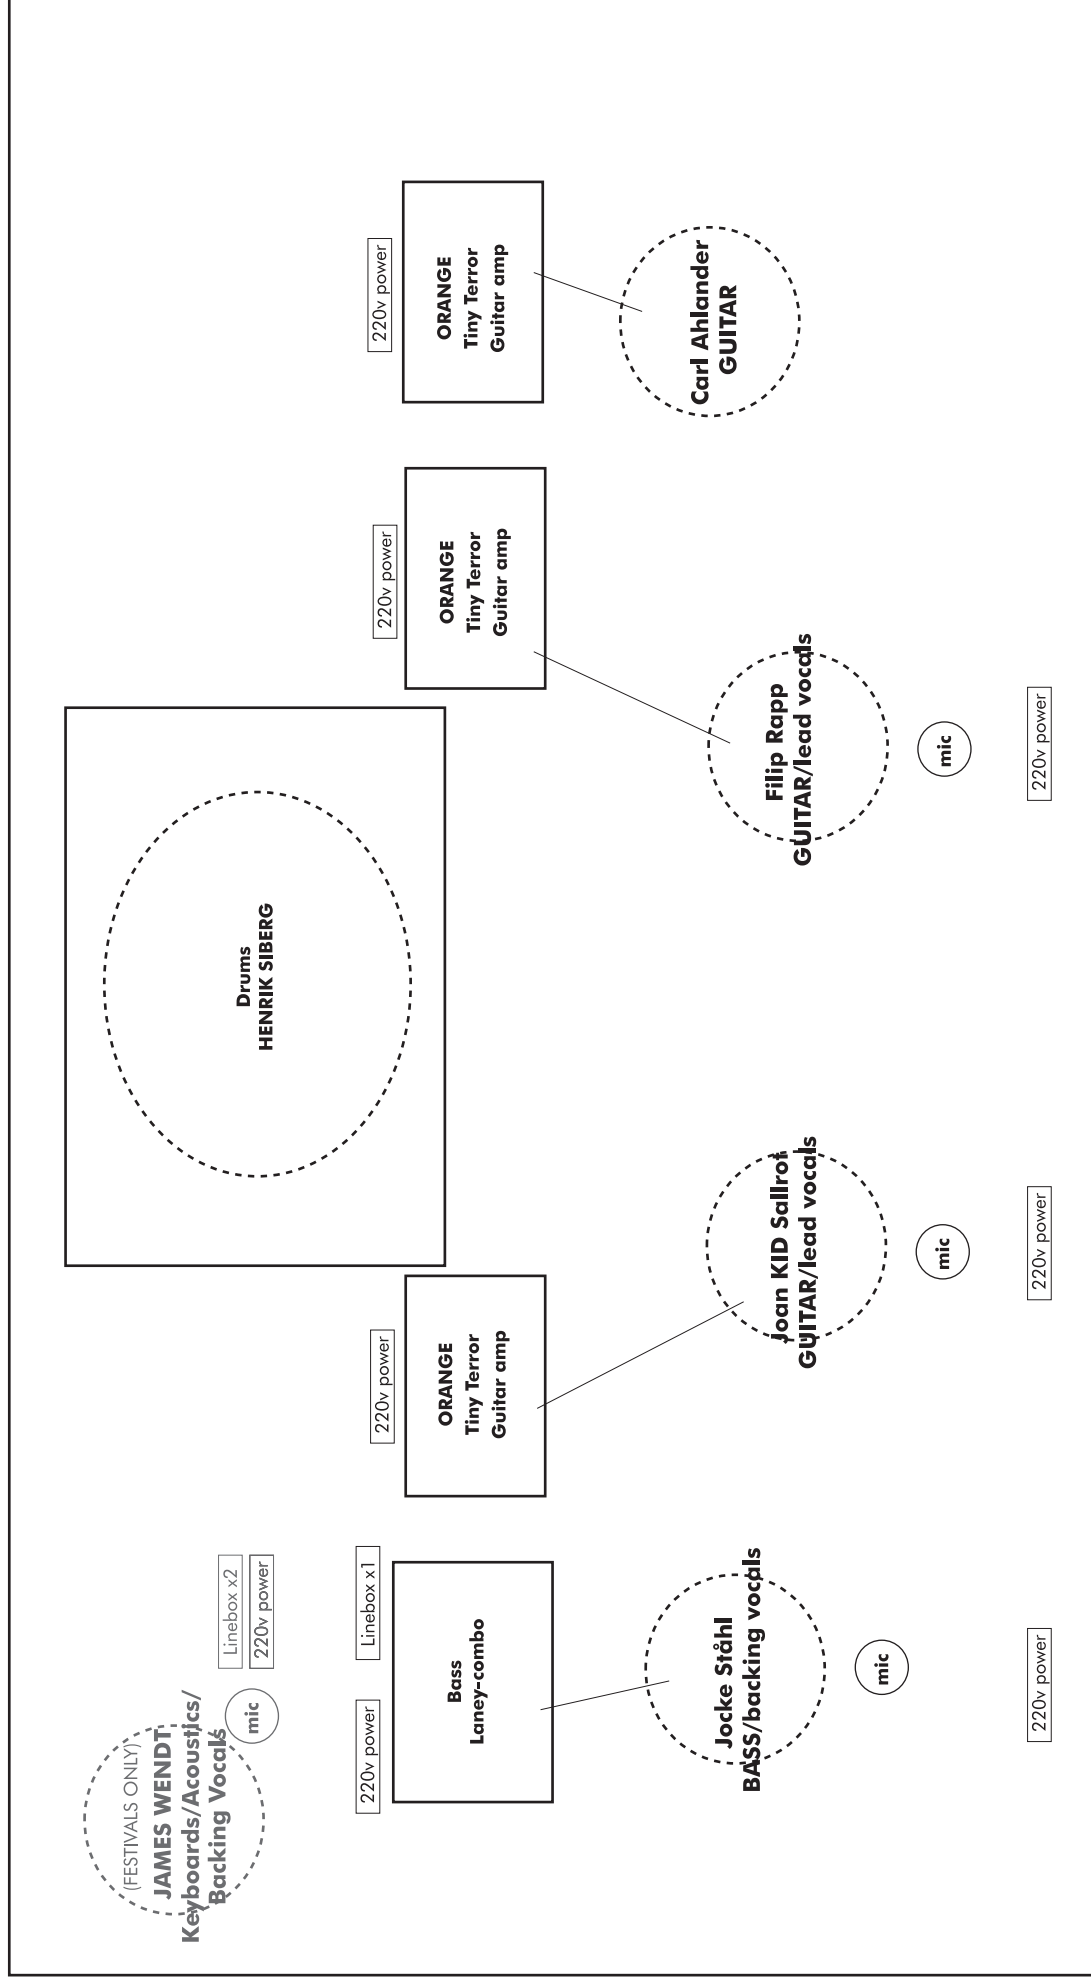 (FESTIVALS ONLY)
JAMES WENDT
Keyboards/Acoustics/
Backing Vocals
mic
Linebox x2
220v power
Drums
HENRIK SIBERG
220v power
Linebox x1
Bass
Laney-combo
220v power
ORANGE
Tiny Terror
Guitar amp
220v power
ORANGE
Tiny Terror
Guitar amp
220v power
ORANGE
Tiny Terror
Guitar amp
Jocke Ståhl
BASS/backing vocals
mic
220v power
Joan KID Sallrot
GUITAR/lead vocals
mic
220v power
Filip Rapp
GUITAR/lead vocals
mic
220v power
Carl Ahlander
GUITAR